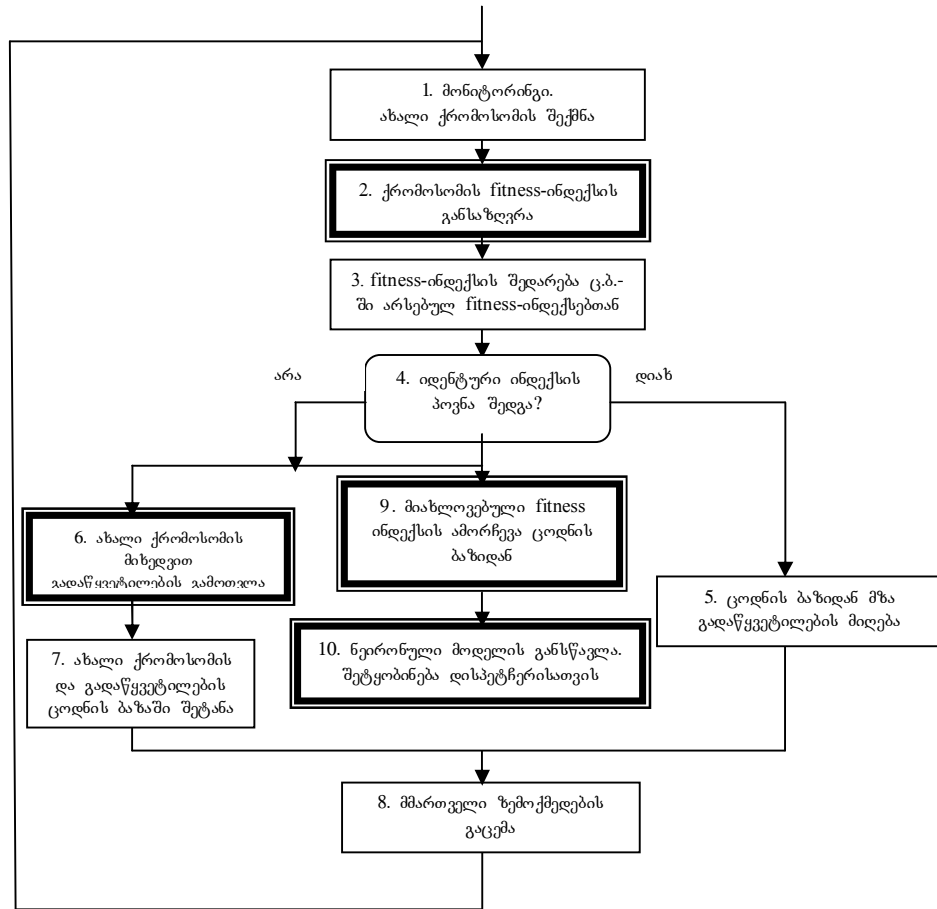 1. მონიტორინგი.
ახალი ქრომოსომის შექმნა
2. ქრომოსომის fitness-ინდექსის
განსაზღვრა
3. fitness-ინდექსის შედარება ც.ბ.-
ში არსებულ fitness-ინდექსებთან
არა
4. იდენტური ინდექსის
პოვნა შედგა?
დიახ
9. მიახლოვებული fitness
ინდექსის ამორჩევა ცოდნის
ბაზიდან
6. ახალი ქრომოსომის
მიხედვით
გადაწყვეტილების გამოთვლა
5. ცოდნის ბაზიდან მზა
გადაწყვეტილების მიღება
7. ახალი ქრომოსომის
და გადაწყვეტილების
ცოდნის ბაზაში შეტანა
10. ნეირონული მოდელის განსწავლა.
შეტყობინება დისპეტჩერისათვის
8. მმართველი ზემოქმედების
გაცემა